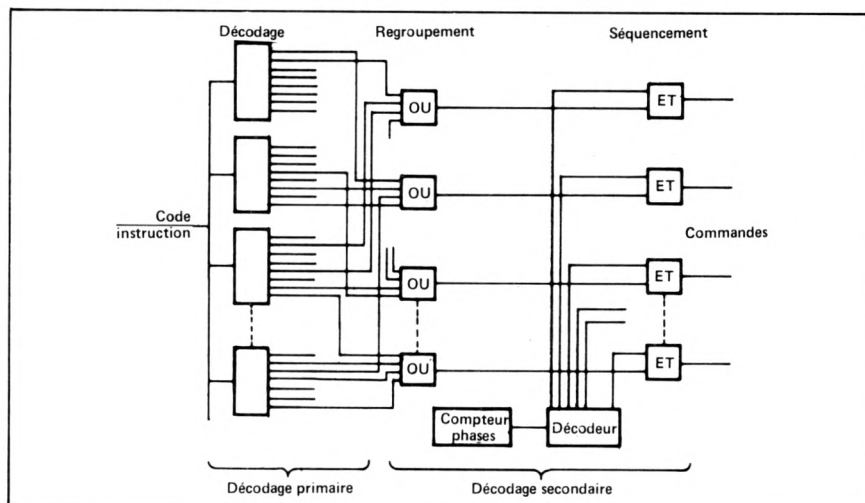 Décodage
Regroupement
Séquencement
OU
ET
OU
ET
Code
instruction
Commandes
OU
ET
OU
ET
Compteur
phases
Décodeur
Décodage primaire
Décodage secondaire